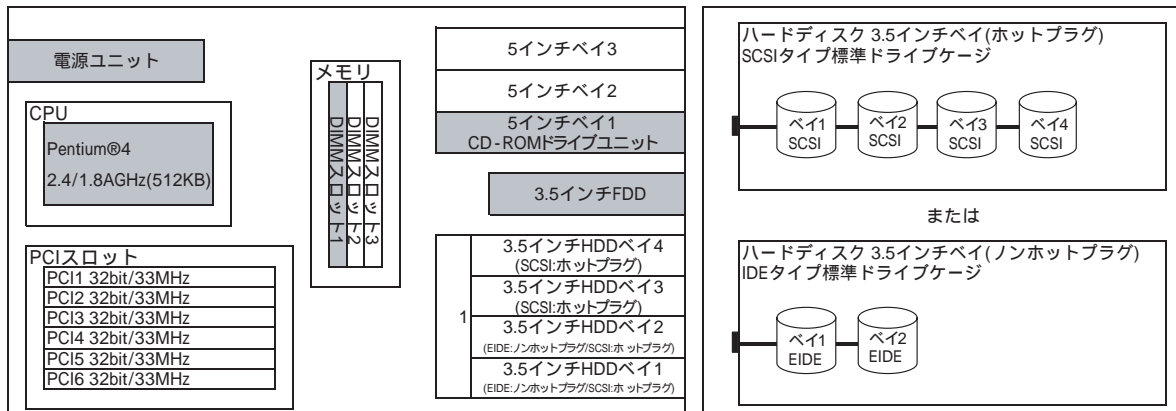 電源ユニット
CPU
Pentium®4
2.4/1.8AGHz(512KB)
PCIスロット
PCI1 32bit/33MHz
PCI2 32bit/33MHz
PCI3 32bit/33MHz
PCI4 32bit/33MHz
PCI5 32bit/33MHz
PCI6 32bit/33MHz
メモリ
DIMMスロット1
DIMMスロット2
DIMMスロット3
5インチベイ3
5インチベイ2
5インチベイ1
CD-ROMドライブユニット
3.5インチFDD
1
3.5インチHDDベイ4
(SCSI:ホットプラグ)
3.5インチHDDベイ3
(SCSI:ホットプラグ)
3.5インチHDDベイ2
(EIDE:ノンホットプラグ/SCSI:ホットプラグ)
3.5インチHDDベイ1
(EIDE:ノンホットプラグ/SCSI:ホットプラグ)
ハードディスク 3.5インチベイ(ホットプラグ)
SCSIタイプ標準ドライブケージ
ベイ1
SCSI
ベイ2
SCSI
ベイ3
SCSI
ベイ4
SCSI
または
ハードディスク 3.5インチベイ(ノンホットプラグ)
IDEタイプ標準ドライブケージ
ベイ1
EIDE
ベイ2
EIDE